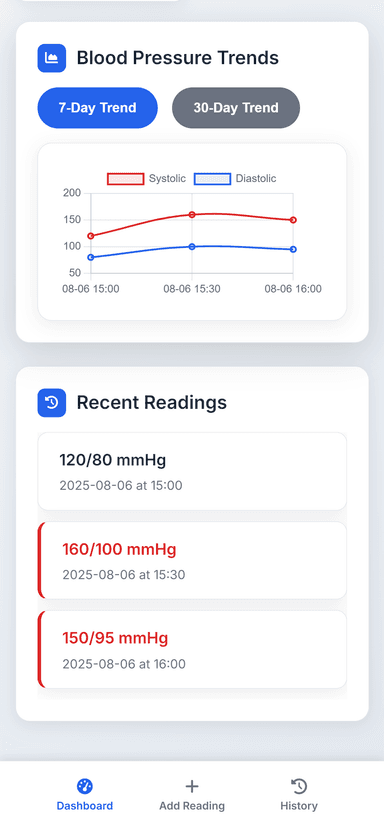 Blood Pressure Trends
7-Day Trend 30-Day Trend
Systolic Diastolic
200
150
100
50
08-06 15:00 08-06 15:30 08-06 16:00
Recent Readings
120/80 mmHg
2025-08-06 at 15:00
160/100 mmHg
2025-08-06 at 15:30
150/95 mmHg
2025-08-06 at 16:00
Dashboard Add Reading History